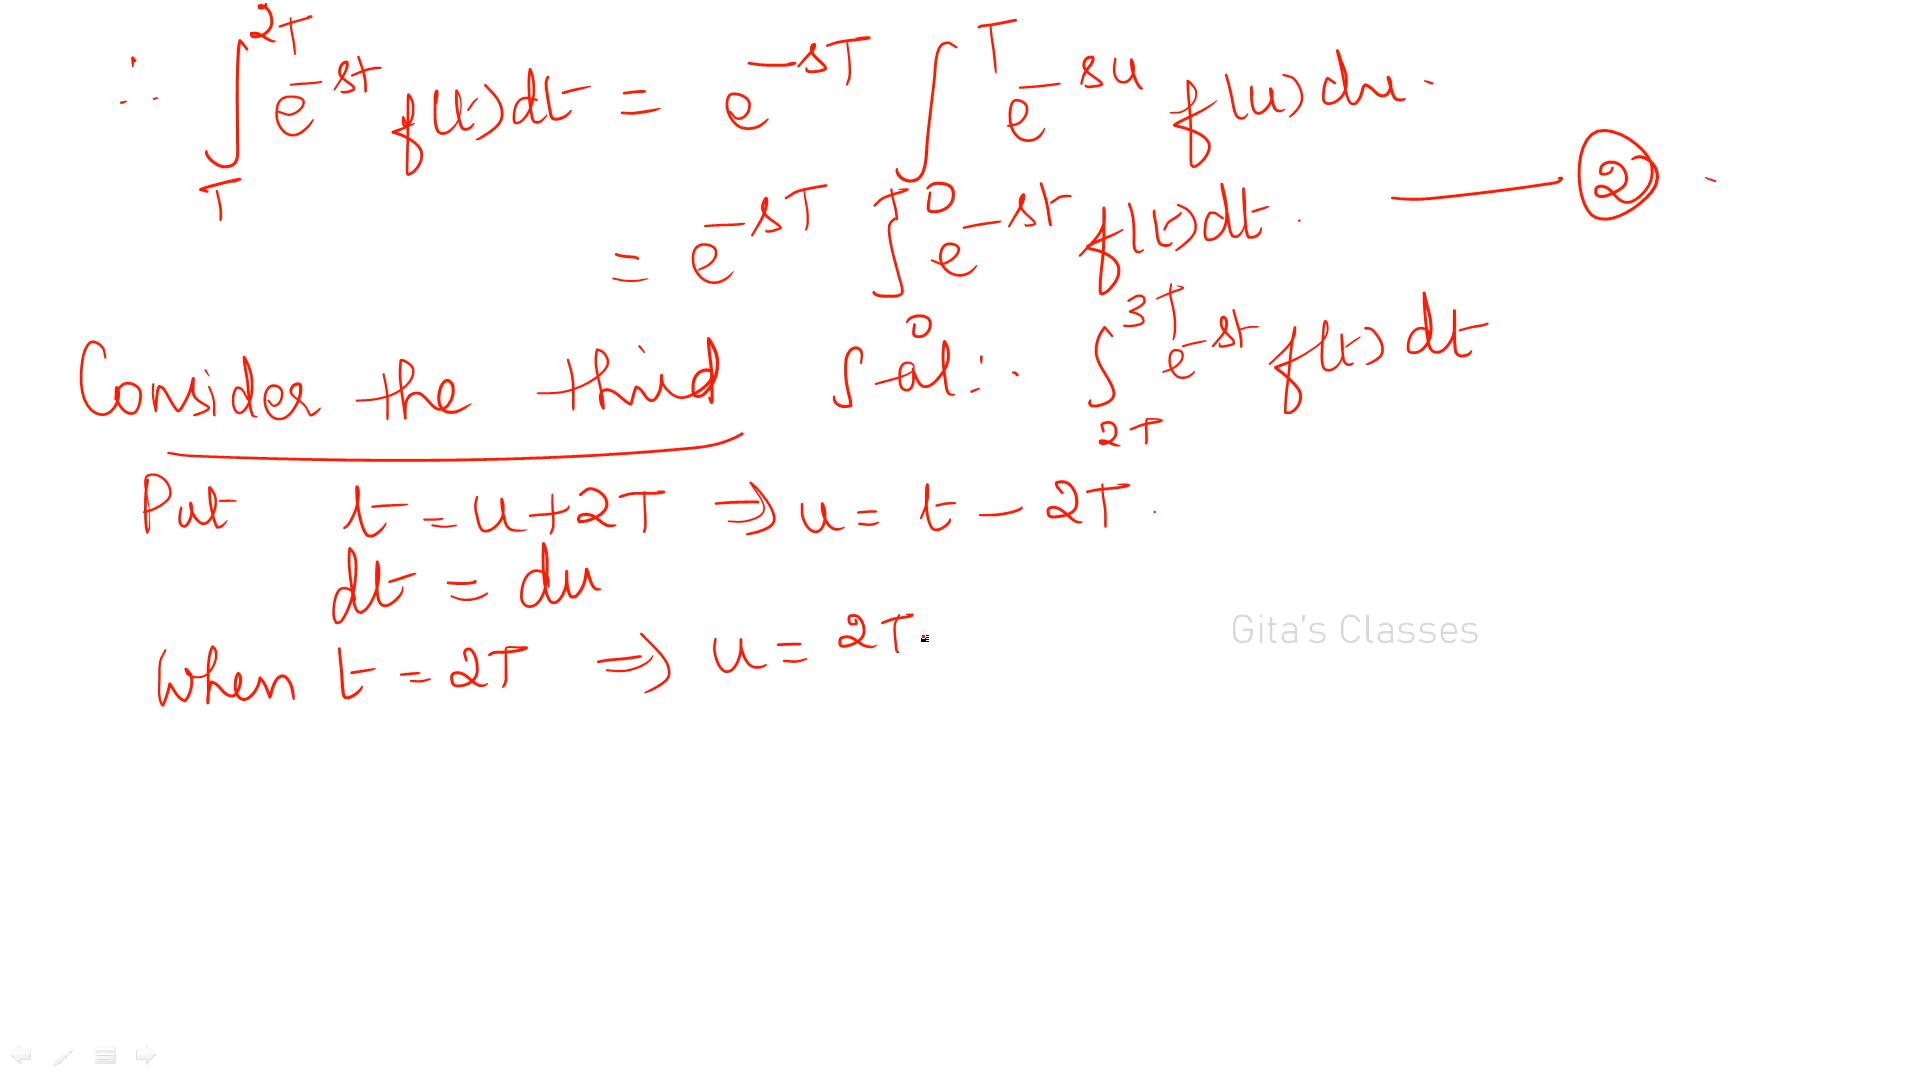 ∴ ∫_T^{2T} e^{-st} f(t) dt = e^{-sT} ∫_0^T e^{-su} f(u) du.
= e^{-sT} ∫_0^T e^{-st} f(t) dt. —— ②
Consider the third ∫-al :- ∫_{2T}^{3T} e^{-st} f(t) dt
Put t = u + 2T ⇒ u = t - 2T.
dt = du
When t = 2T ⇒ u = 2T
Gita's Classes